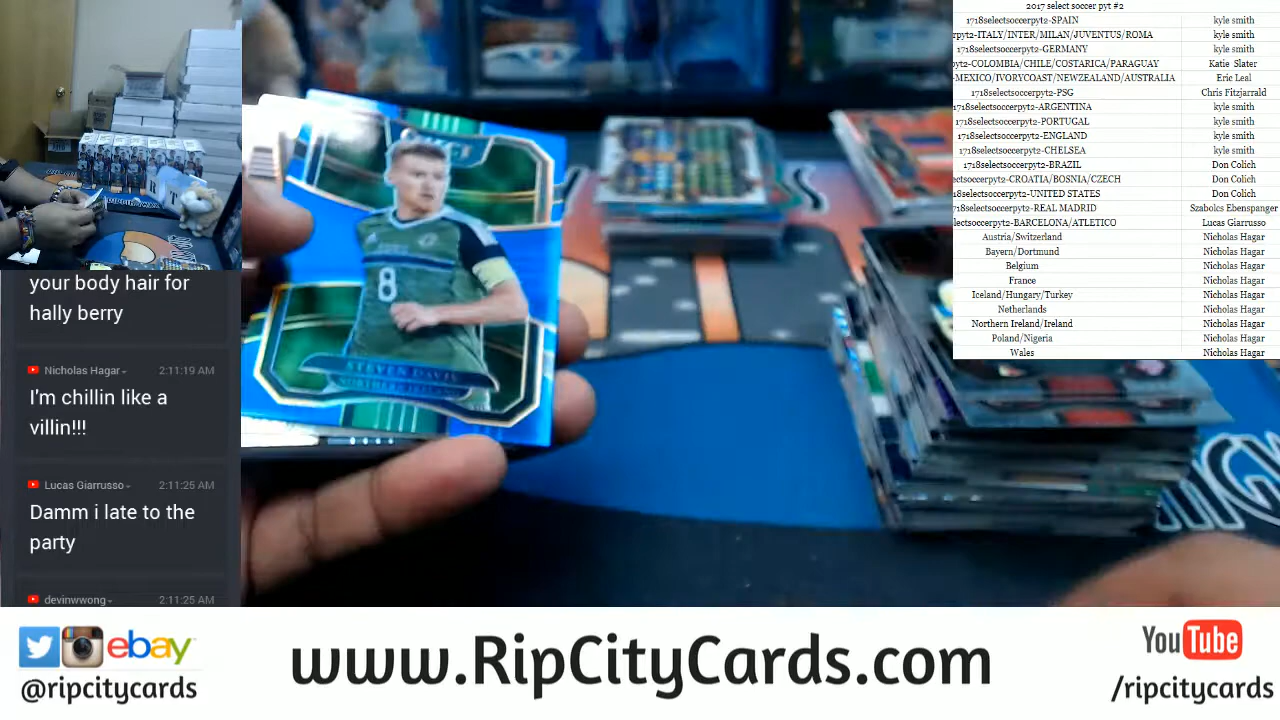 2017 select soccer pyt #2
1718selectsoccerpyt2-SPAIN kyle smith
rpyt2-ITALY/INTER/MILAN/JUVENTUS/ROMA kyle smith
1718selectsoccerpyt2-GERMANY kyle smith
pyt2-COLOMBIA/CHILE/COSTARICA/PARAGUAY Katie Slater
-MEXICO/IVORYCOAST/NEWZEALAND/AUSTRALIA Eric Leal
1718selectsoccerpyt2-PSG Chris Fitzjarrald
1718selectsoccerpyt2-ARGENTINA kyle smith
1718selectsoccerpyt2-PORTUGAL kyle smith
1718selectsoccerpyt2-ENGLAND kyle smith
1718selectsoccerpyt2-CHELSEA kyle smith
1718selectsoccerpyt2-BRAZIL Don Colich
ectsoccerpyt2-CROATIA/BOSNIA/CZECH Don Colich
18selectsoccerpyt2-UNITED STATES Don Colich
718selectsoccerpyt2-REAL MADRID Szabolcs Ebenspanger
lectsoccerpyt2-BARCELONA/ATLETICO Lucas Giarrusso
Austria/Switzerland Nicholas Hagar
Bayern/Dortmund Nicholas Hagar
Belgium Nicholas Hagar
France Nicholas Hagar
Iceland/Hungary/Turkey Nicholas Hagar
Netherlands Nicholas Hagar
Northern Ireland/Ireland Nicholas Hagar
Poland/Nigeria Nicholas Hagar
Wales Nicholas Hagar
8
STEVEN DAVIS
NORTHERN IRELAND
your body hair for
hally berry
Nicholas Hagar 2:11:19 AM
I'm chillin like a
villin!!!
Lucas Giarrusso 2:11:25 AM
Damm i late to the
party
devinwwong 2:11:25 AM
ebay
@ripcitycards
www.RipCityCards.com
YouTube
/ripcitycards